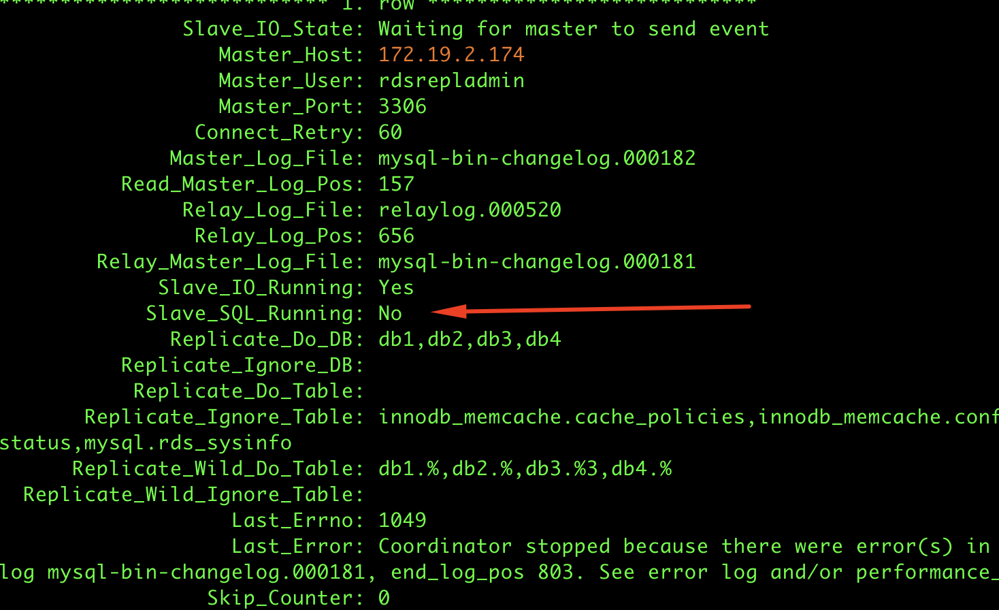 *************************** 1. row ***************************
Slave_IO_State: Waiting for master to send event
Master_Host: 172.19.2.174
Master_User: rdsrepladmin
Master_Port: 3306
Connect_Retry: 60
Master_Log_File: mysql-bin-changelog.000182
Read_Master_Log_Pos: 157
Relay_Log_File: relaylog.000520
Relay_Log_Pos: 656
Relay_Master_Log_File: mysql-bin-changelog.000181
Slave_IO_Running: Yes
Slave_SQL_Running: No
Replicate_Do_DB: db1,db2,db3,db4
Replicate_Ignore_DB:
Replicate_Do_Table:
Replicate_Ignore_Table: innodb_memcache.cache_policies,innodb_memcache.conf
status,mysql.rds_sysinfo
Replicate_Wild_Do_Table: db1.%,db2.%,db3.%3,db4.%
Replicate_Wild_Ignore_Table:
Last_Errno: 1049
Last_Error: Coordinator stopped because there were error(s) in
log mysql-bin-changelog.000181, end_log_pos 803. See error log and/or performance_
Skip_Counter: 0